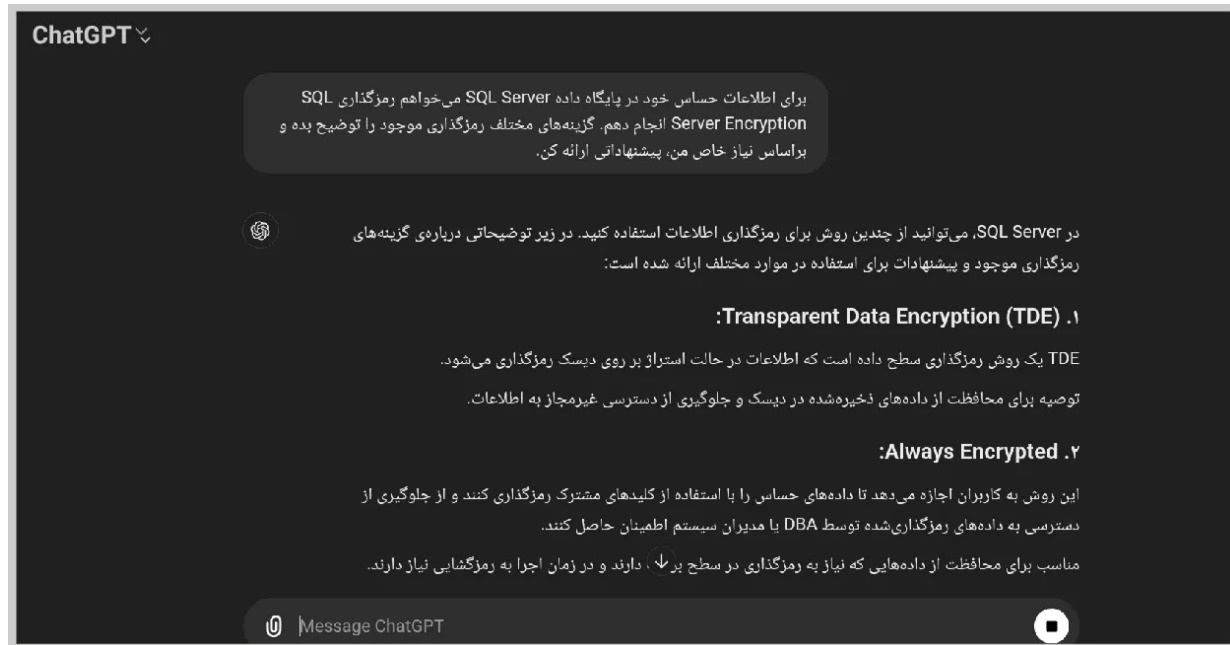 ChatGPT
برای اطلاعات حساس خود در پایگاه داده SQL Server می‌خواهم رمزگذاری SQL
Server Encryption انجام دهم. گزینه‌های مختلف رمزگذاری موجود را توضیح بده و
براساس نیاز خاص من، پیشنهاداتی ارائه کن.
در SQL Server، می‌توانید از چندین روش برای رمزگذاری اطلاعات استفاده کنید. در زیر توضیحاتی درباره‌ی گزینه‌های
رمزگذاری موجود و پیشنهادات برای استفاده در موارد مختلف ارائه شده است:
۱. Transparent Data Encryption (TDE):
TDE یک روش رمزگذاری سطح داده است که اطلاعات در حالت استراژ بر روی دیسک رمزگذاری می‌شود.
توصیه برای محافظت از داده‌های ذخیره‌شده در دیسک و جلوگیری از دسترسی غیرمجاز به اطلاعات.
۲. Always Encrypted:
این روش به کاربران اجازه می‌دهد تا داده‌های حساس را با استفاده از کلیدهای مشترک رمزگذاری کنند و از جلوگیری از
دسترسی به داده‌های رمزگذاری‌شده توسط DBA یا مدیران سیستم اطمینان حاصل کنند.
مناسب برای محافظت از داده‌هایی که نیاز به رمزگذاری در سطح دارند و در زمان اجرا به رمزگشایی نیاز دارند.
Message ChatGPT